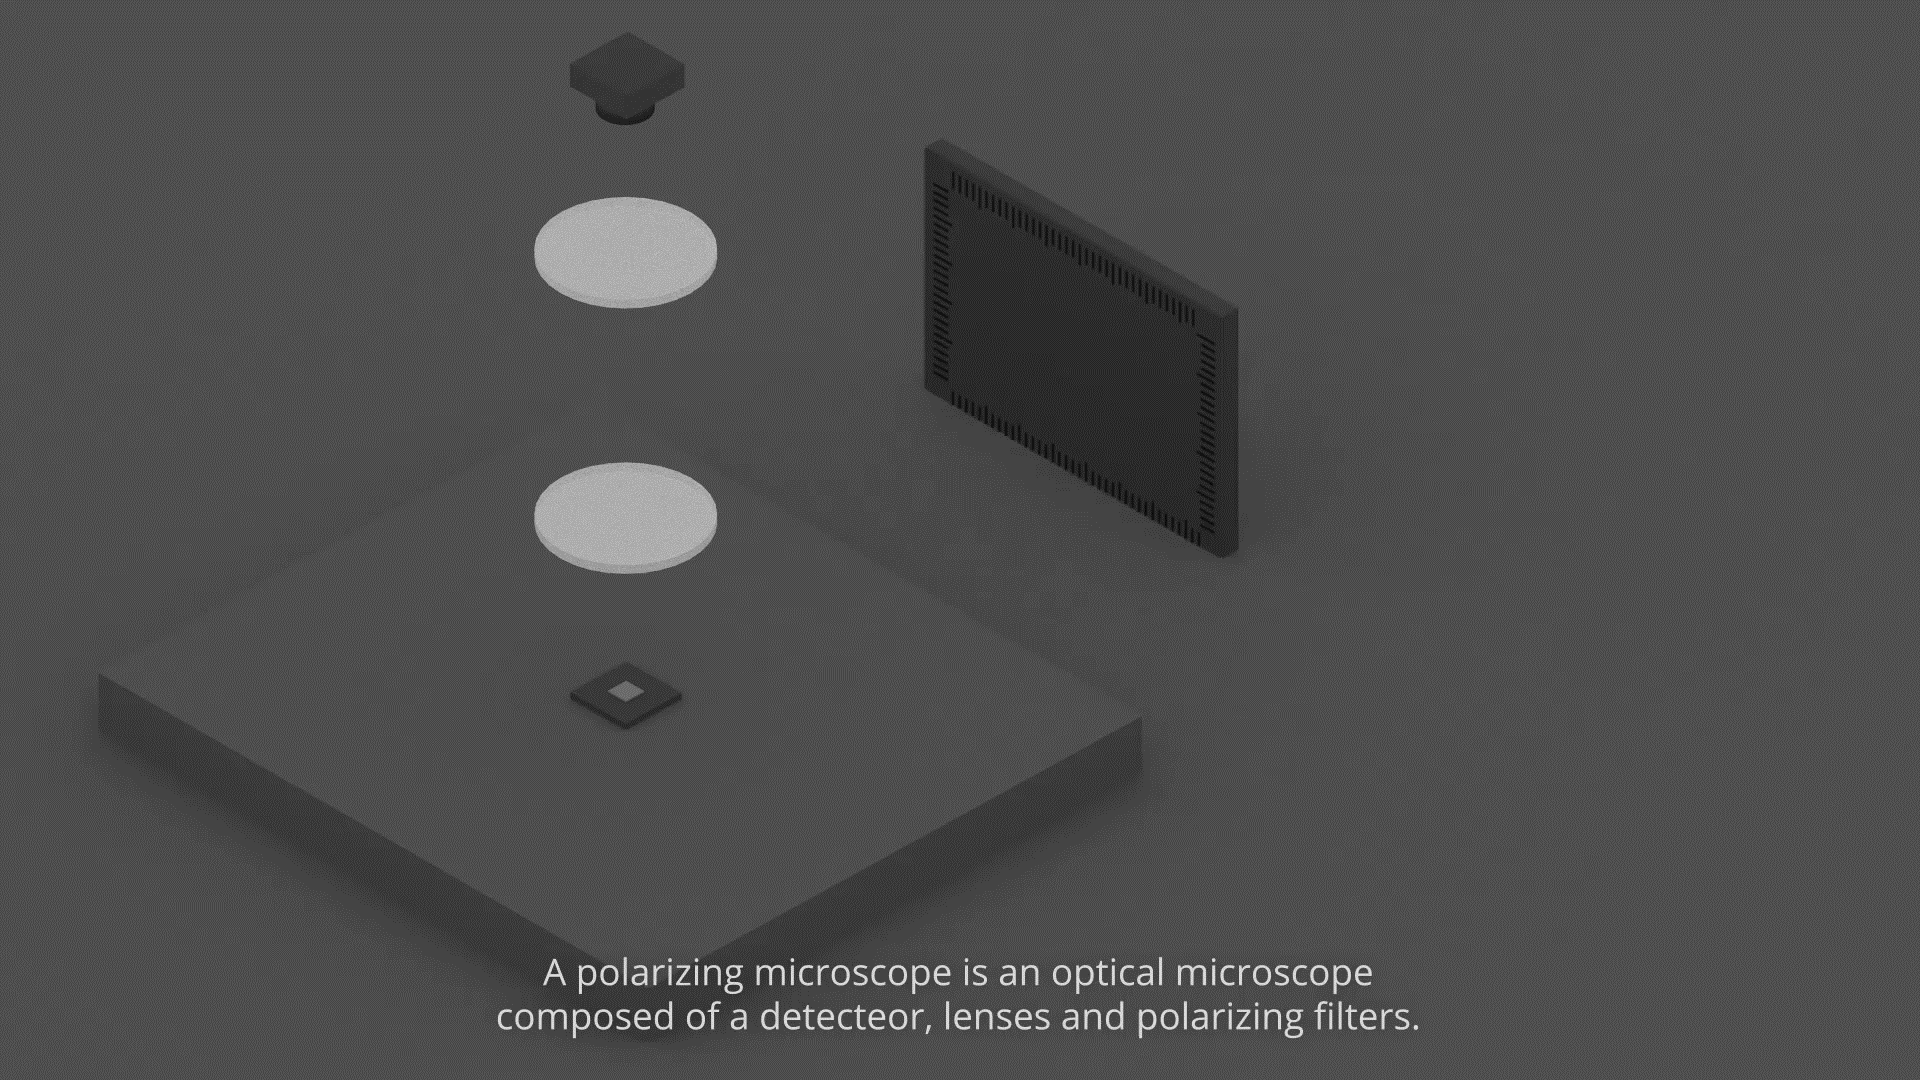 A polarizing microscope is an optical microscope
composed of a detecteor, lenses and polarizing filters.